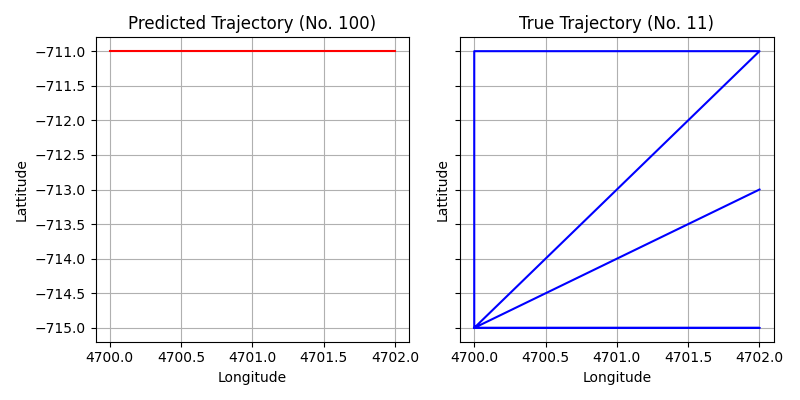 Predicted Trajectory (No. 100)
True Trajectory (No. 11)
−711.0
−711.5
−712.0
−712.5
−713.0
−713.5
−714.0
−714.5
−715.0
Lattitude
Lattitude
4700.0 4700.5 4701.0 4701.5 4702.0
4700.0 4700.5 4701.0 4701.5 4702.0
Longitude
Longitude